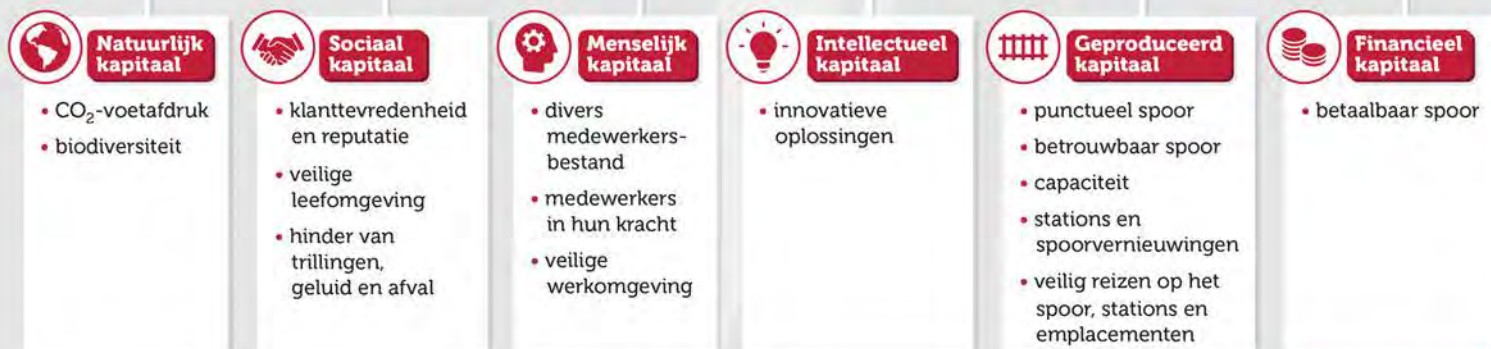 Natuurlijk
kapitaal
• CO₂-voetafdruk
• biodiversiteit
Sociaal
kapitaal
• klanttevredenheid
en reputatie
• veilige
leefomgeving
• hinder van
trillingen,
geluid en afval
Menselijk
kapitaal
• divers
medewerkers-
bestand
• medewerkers
in hun kracht
• veilige
werkomgeving
Intellectueel
kapitaal
• innovatieve
oplossingen
Geproduceerd
kapitaal
• punctueel spoor
• betrouwbaar spoor
• capaciteit
• stations en
spoorvernieuwingen
• veilig reizen op het
spoor, stations en
emplacementen
Financieel
kapitaal
• betaalbaar spoor